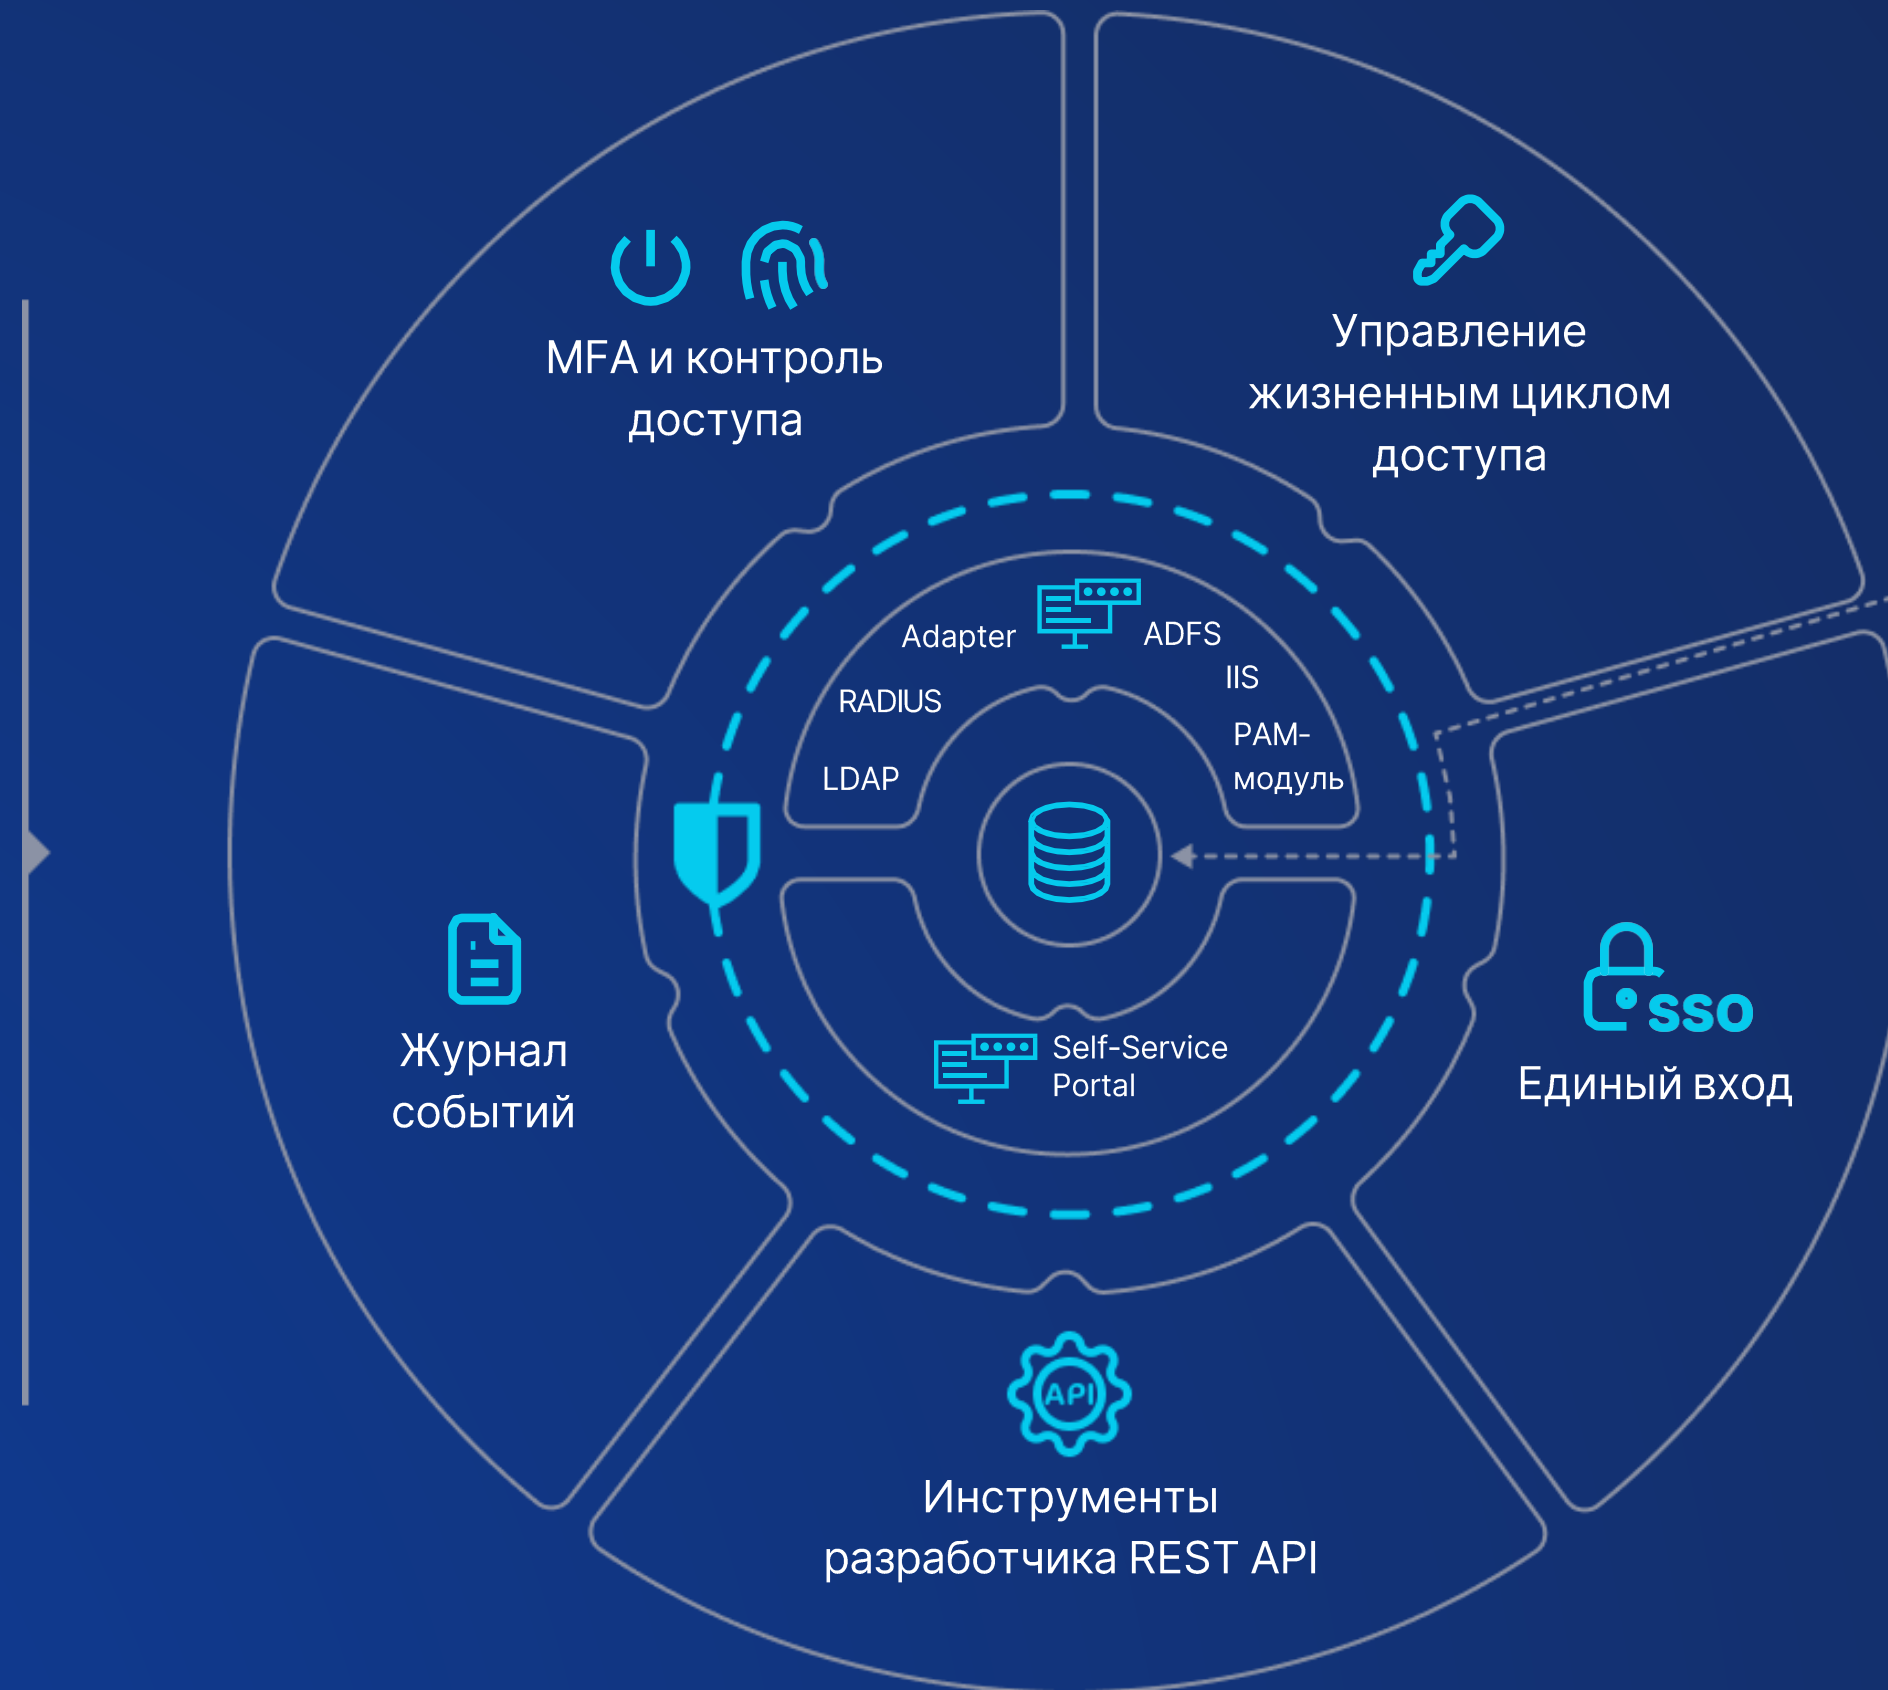 MFA и контроль
доступа
Управление
жизненным циклом
доступа
Adapter
ADFS
IIS
RADIUS
PAM-
модуль
LDAP
Журнал
событий
Self-Service
Portal
sso
Единый вход
API
Инструменты
разработчика REST API